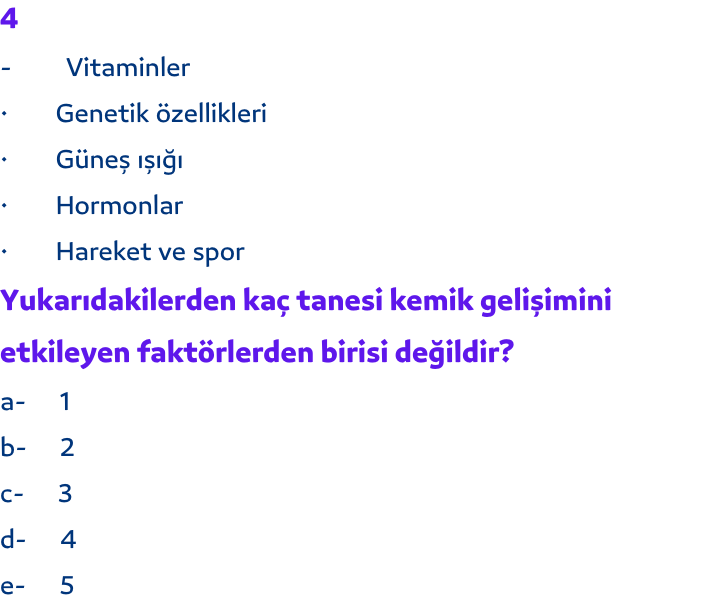 4
- Vitaminler
· Genetik özellikleri
· Güneş ışığı
· Hormonlar
· Hareket ve spor
Yukarıdakilerden kaç tanesi kemik gelişimini
etkileyen faktörlerden birisi değildir?
a- 1
b- 2
c- 3
d- 4
e- 5